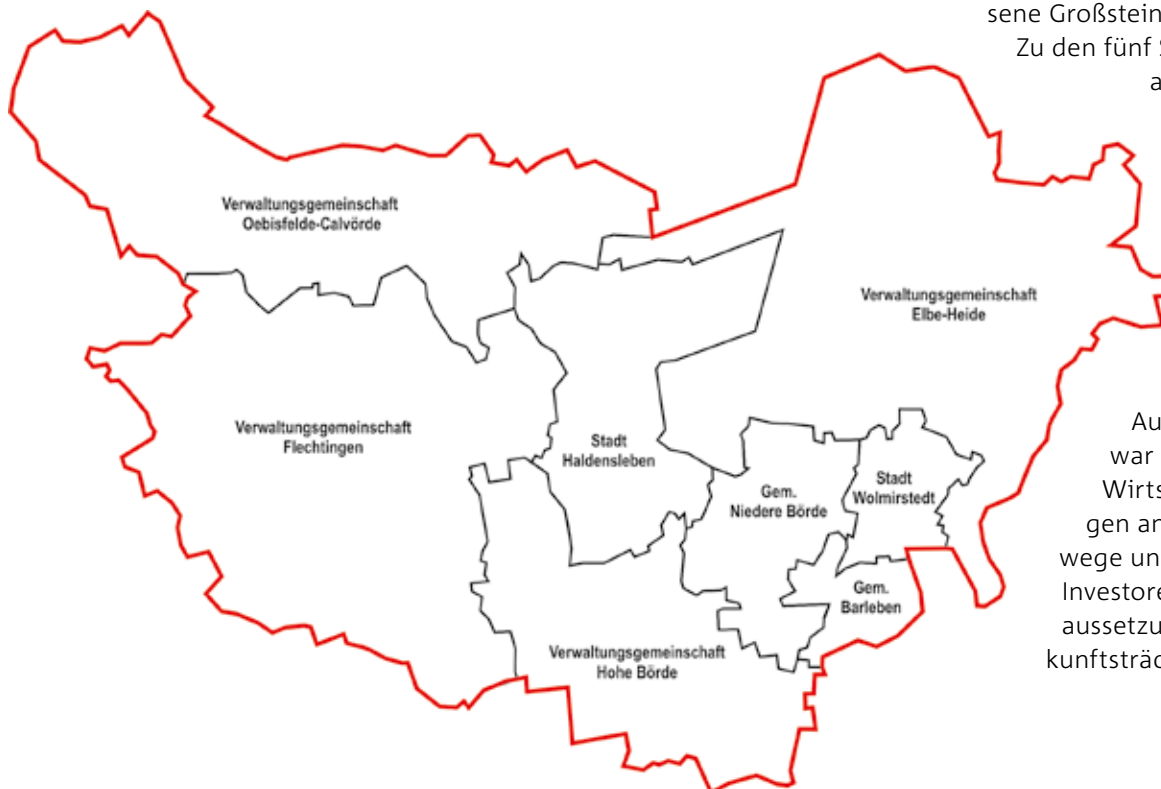 sene Großstein
Zu den fünf S
a
Verwaltungsgemeinschaft
Oebisfelde-Calvörde
Verwaltungsgemeinschaft
Elbe-Heide
Verwaltungsgemeinschaft
Flechtingen
Stadt
Haldensleben
Gem.
Niedere Börde
Stadt
Wolmirstedt
Gem.
Barleben
Verwaltungsgemeinschaft
Hohe Börde
Au
war
Wirts
gen an
wege un
Investore
aussetzu
kunftsträc